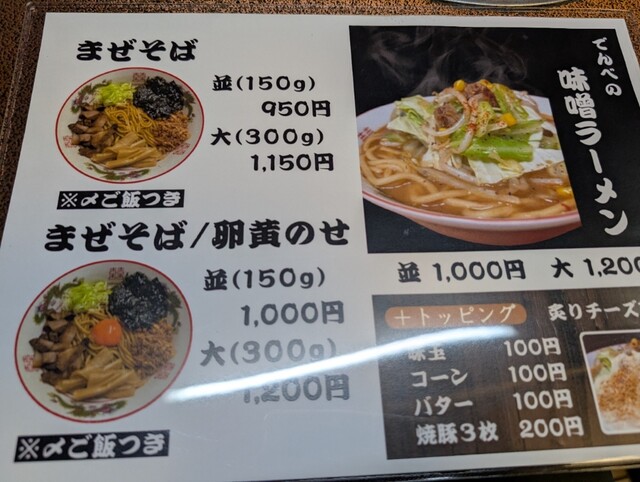 まぜそば
並(150g)
950円
大(300g)
1,150円
※〆ご飯つき
まぜそば/卵黄のせ
並(150g)
1,000円
大(300g)
1,200円
※〆ご飯つき
でんべの
味噌ラーメン
並 1,000円 大 1,200
+トッピング
味玉 100円
コーン 100円
バター 100円
焼豚3枚 200円
炙りチーズ